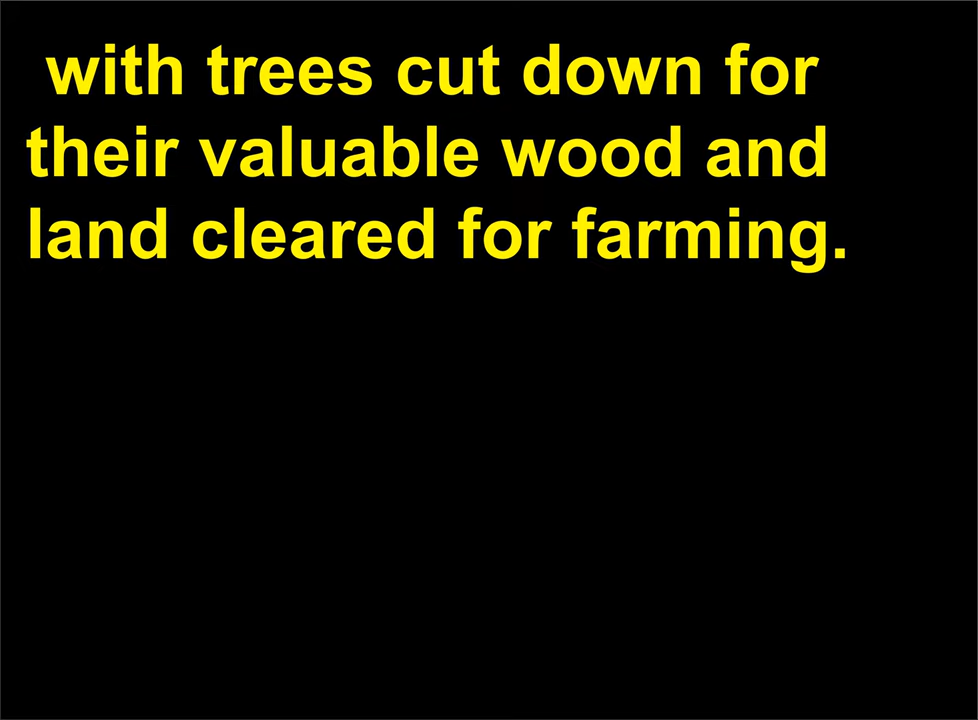 with trees cut down for
their valuable wood and
land cleared for farming.